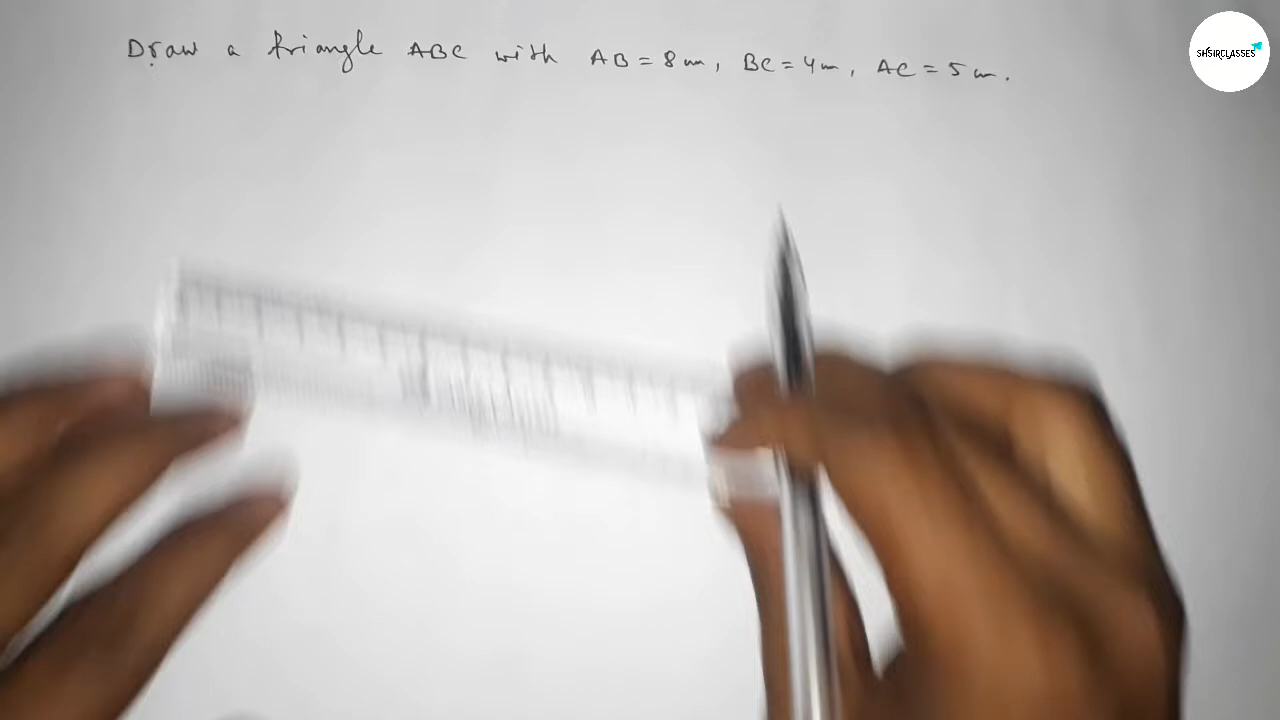 Draw a triangle ABC with AB = 8 cm, BC = 4 cm, AC = 5 cm.
SHSIRCLASSES